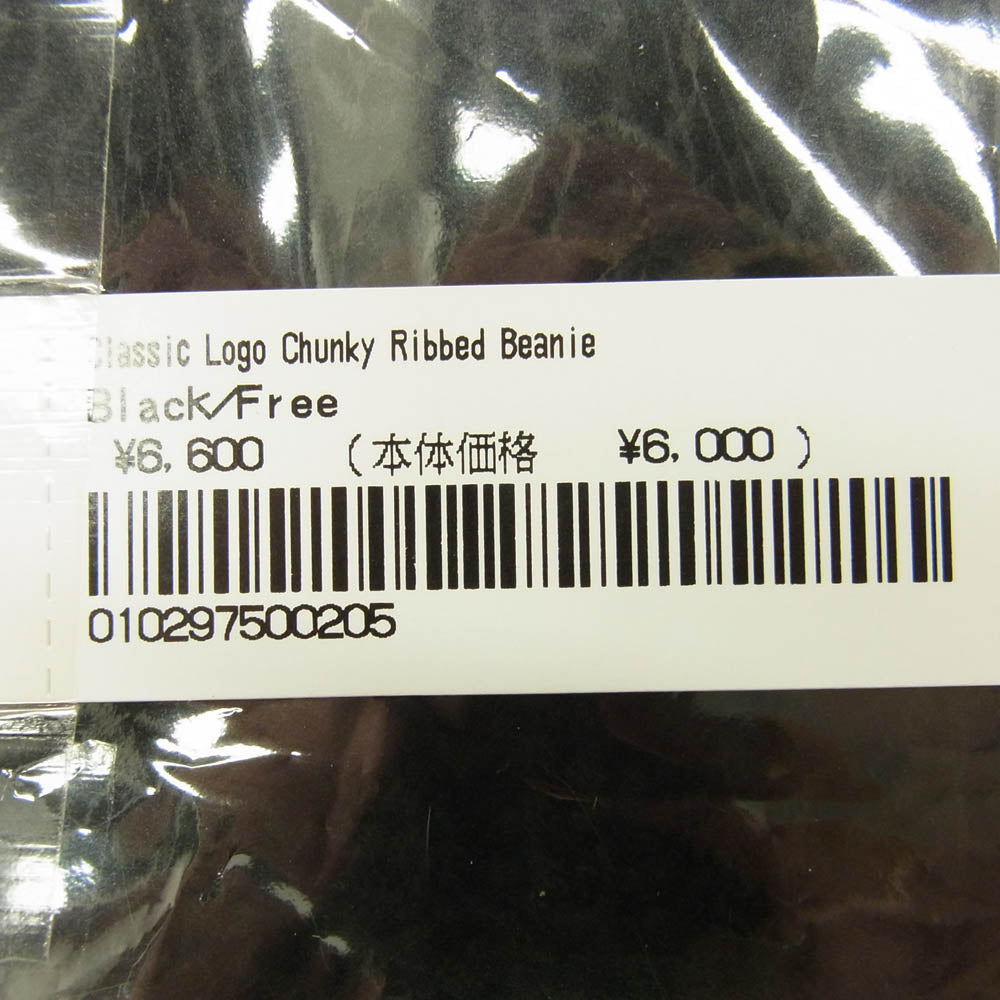 Classic Logo Chunky Ribbed Beanie
Black/Free
¥6,600 (本体価格 ¥6,000)
010297500205